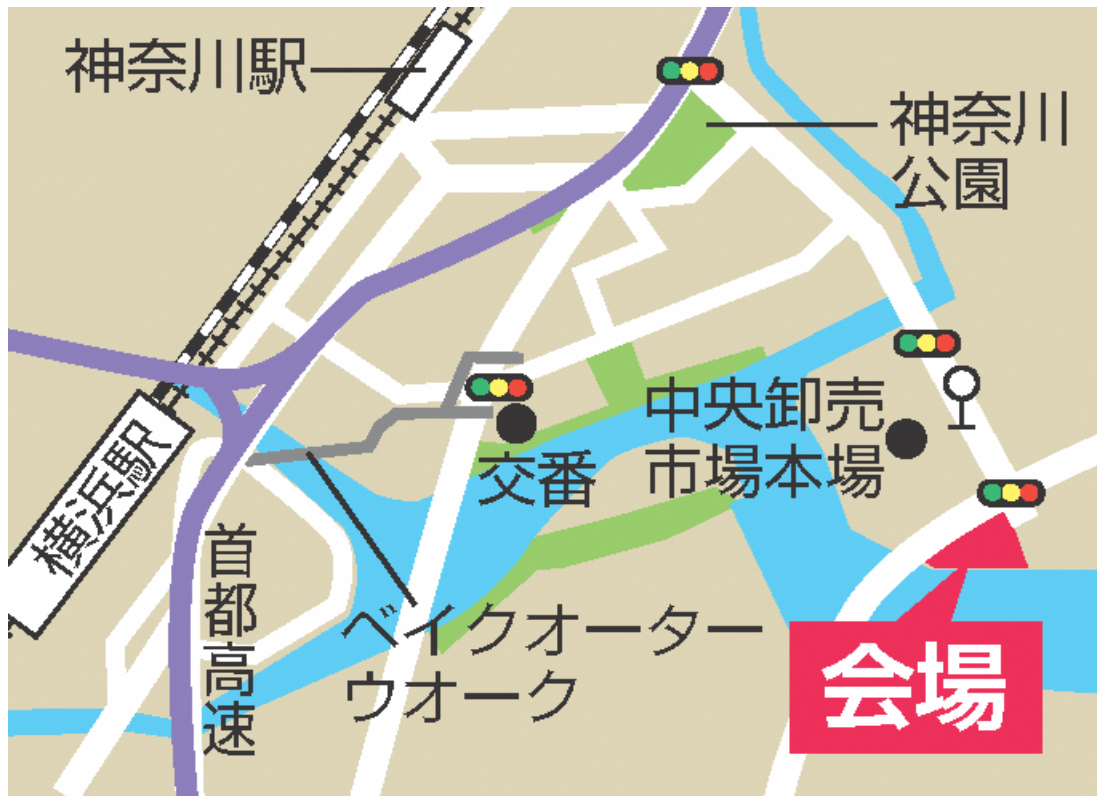 神奈川駅
神奈川
公園
中央卸売
市場本場
交番
横浜駅
首都高速
ベイクオーター
ウオーク
会場